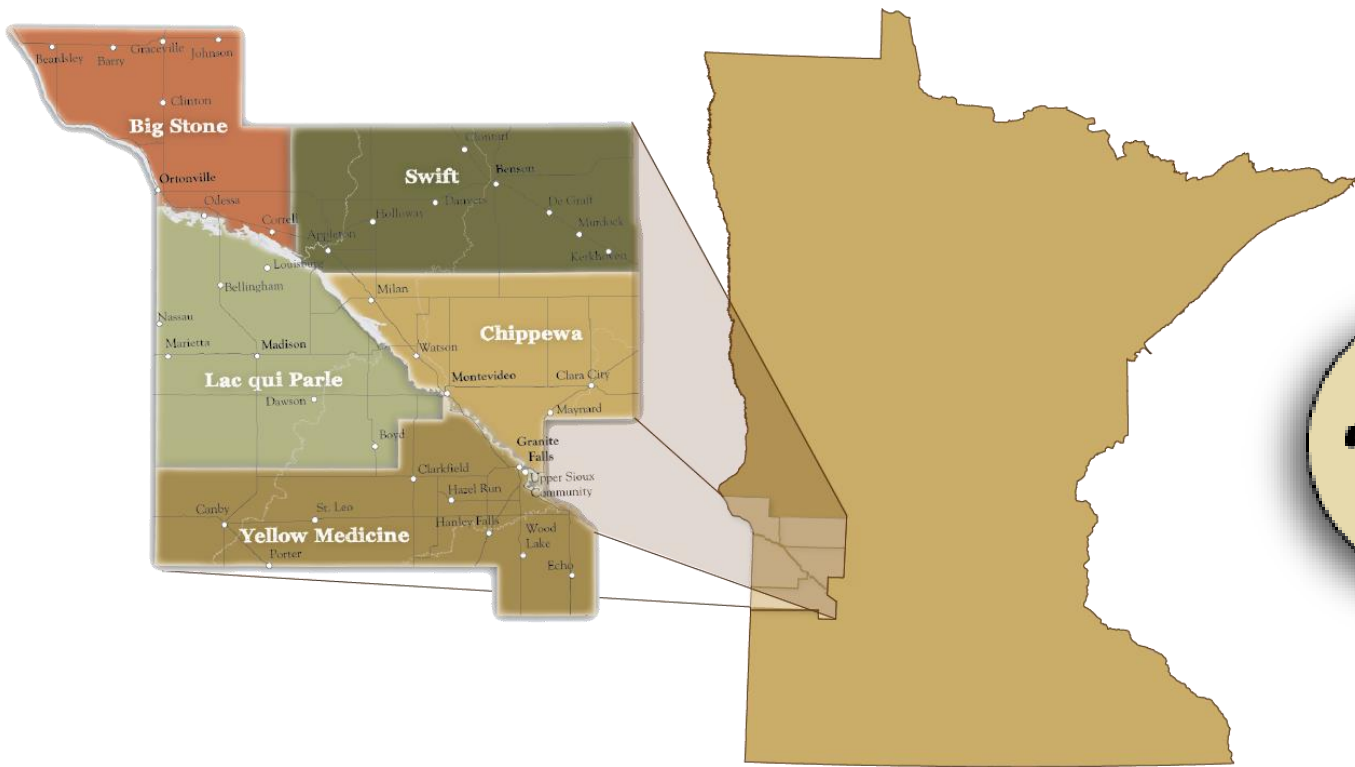 Beardsley
Barry
Graceville
Johnson
Clinton
Big Stone
Ortonville
Odessa
Correll
Clontarf
Swift
Benson
Danvers
De Graff
Holloway
Murdock
Appleton
Kerkhoven
Louisburg
Bellingham
Milan
Nassau
Marietta
Madison
Chippewa
Watson
Lac qui Parle
Montevideo
Clara City
Dawson
Maynard
Boyd
Granite
Falls
Clarkfield
Upper Sioux
Community
Hazel Run
Canby
St. Leo
Hanley Falls
Wood
Lake
Yellow Medicine
Porter
Echo